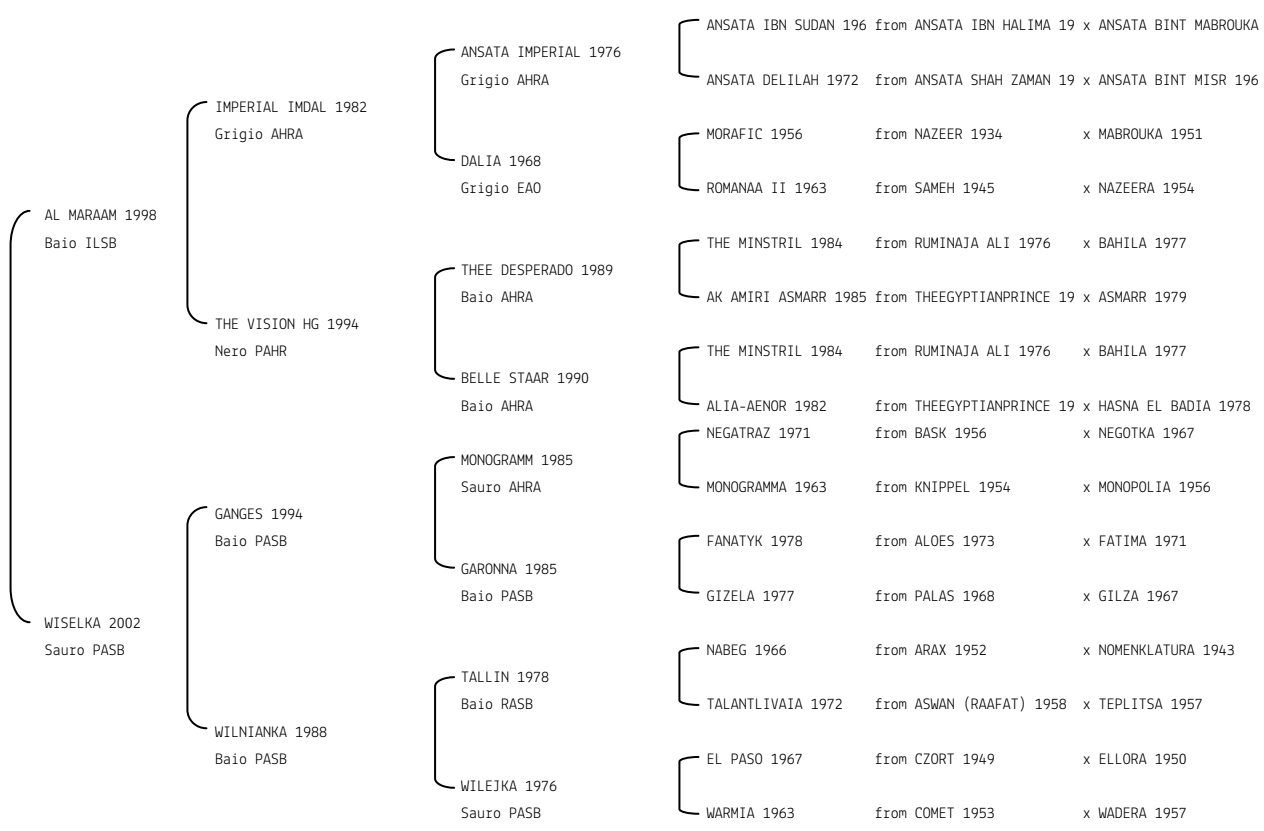 ANSATA IBN SUDAN 196 from ANSATA IBN HALIMA 19 x ANSATA BINT MABROUKA
ANSATA IMPERIAL 1976
Grigio AHRA
ANSATA DELILAH 1972 from ANSATA SHAH ZAMAN 19 x ANSATA BINT MISR 196
IMPERIAL IMDAL 1982
Grigio AHRA
MORAFIC 1956 from NAZEER 1934 x MABROUKA 1951
DALIA 1968
Grigio EAO
ROMANAA II 1963 from SAMEH 1945 x NAZEERA 1954
AL MARAAM 1998
Baio ILSB
THE MINSTRIL 1984 from RUMINAJA ALI 1976 x BAHILA 1977
THEE DESPERADO 1989
Baio AHRA
AK AMIRI ASMARR 1985 from THEEGYPTIANPRINCE 19 x ASMARR 1979
THE VISION HG 1994
Nero PAHR
THE MINSTRIL 1984 from RUMINAJA ALI 1976 x BAHILA 1977
BELLE STAAR 1990
Baio AHRA
ALIA-AENOR 1982 from THEEGYPTIANPRINCE 19 x HASNA EL BADIA 1978
NEGATRAZ 1971 from BASK 1956 x NEGOTKA 1967
MONOGRAMM 1985
Sauro AHRA
MONOGRAMMA 1963 from KNIPPEL 1954 x MONOPOLIA 1956
GANGES 1994
Baio PASB
FANATYK 1978 from ALOES 1973 x FATIMA 1971
GARONNA 1985
Baio PASB
GIZELA 1977 from PALAS 1968 x GILZA 1967
WISELKA 2002
Sauro PASB
NABEG 1966 from ARAX 1952 x NOMENKLATURA 1943
TALLIN 1978
Baio RASB
TALANTLIVAIA 1972 from ASWAN (RAAFAT) 1958 x TEPLITSA 1957
WILNIANKA 1988
Baio PASB
EL PASO 1967 from CZORT 1949 x ELLORA 1950
WILEJKA 1976
Sauro PASB
WARMIA 1963 from COMET 1953 x WADERA 1957